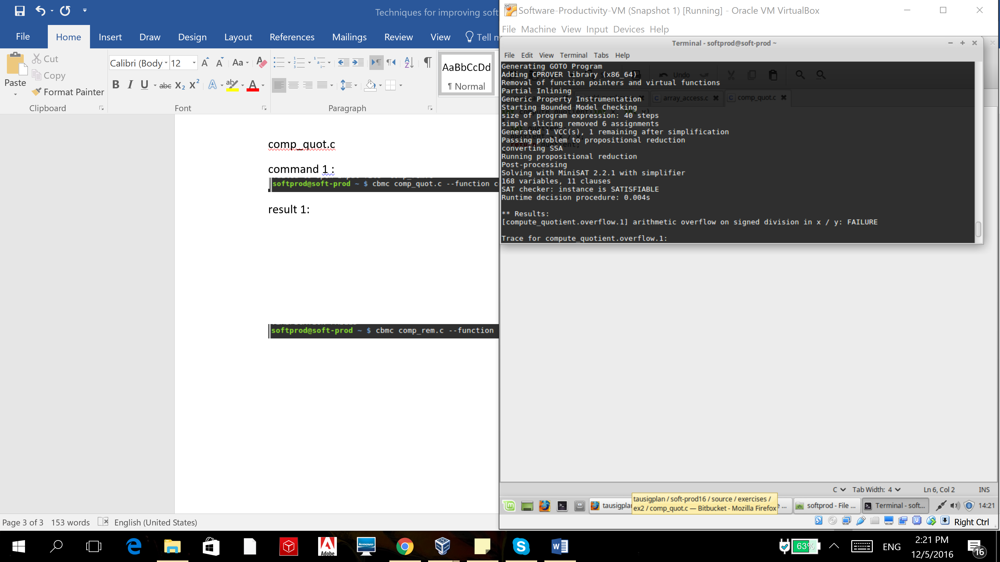 Techniques for improving soft
File
Home
Insert
Draw
Design
Layout
References
Mailings
Review
View
Tell m
Paste
Cut
Copy
Format Painter
Calibri (Body
12
AaBbCcDd
¶ Normal
Clipboard
Font
Paragraph
comp_quot.c
command 1 :
softprod@soft-prod ~ $ cbmc comp_quot.c --function c
result 1:
softprod@soft-prod ~ $ cbmc comp_rem.c --function
Page 3 of 3 153 words English (United States)
Software-Productivity-VM (Snapshot 1) [Running] - Oracle VM VirtualBox
File Machine View Input Devices Help
Terminal - softprod@soft-prod ~
File Edit View Terminal Tabs Help
Undo
array_access.c
comp_quot.c
Generating GOTO Program
Adding CPROVER library (x86_64)
Removal of function pointers and virtual functions
Partial Inlining
Generic Property Instrumentation
Starting Bounded Model Checking
size of program expression: 40 steps
simple slicing removed 6 assignments
Generated 1 VCC(s), 1 remaining after simplification
Passing problem to propositional reduction
converting SSA
Running propositional reduction
Post-processing
Solving with MiniSAT 2.2.1 with simplifier
168 variables, 11 clauses
SAT checker: instance is SATISFIABLE
Runtime decision procedure: 0.004s
** Results:
[compute_quotient.overflow.1] arithmetic overflow on signed division in x / y: FAILURE
Trace for compute_quotient.overflow.1:
C Tab Width: 4 Ln 6, Col 2 INS
tausigplan / soft-prod16 / source / exercises /
ex2 / comp_quot.c — Bitbucket - Mozilla Firefox
tausigplan
e ...
softprod - File ...
Terminal - soft...
14:21
Right Ctrl
Adobe
lenovo
63%
ENG
2:21 PM
12/5/2016
16